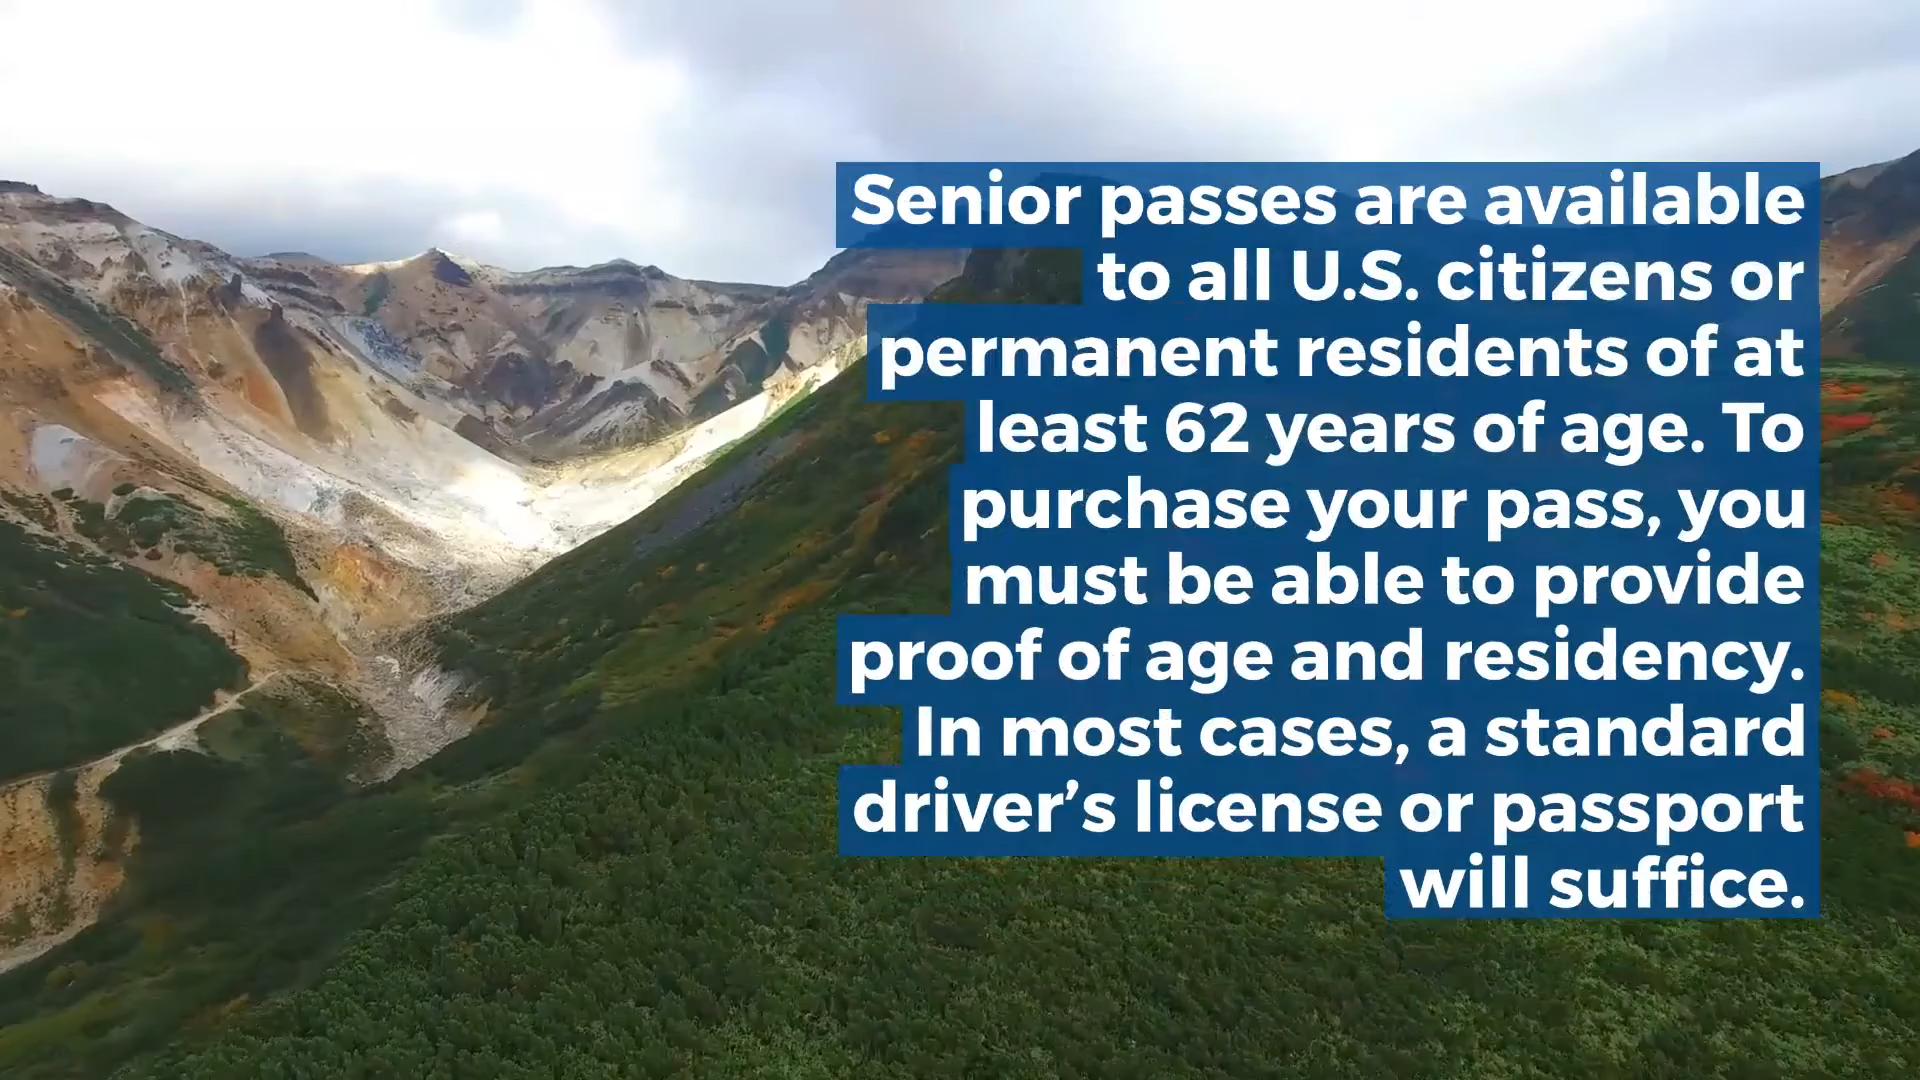 Senior passes are available
to all U.S. citizens or
permanent residents of at
least 62 years of age. To
purchase your pass, you
must be able to provide
proof of age and residency.
In most cases, a standard
driver’s license or passport
will suffice.